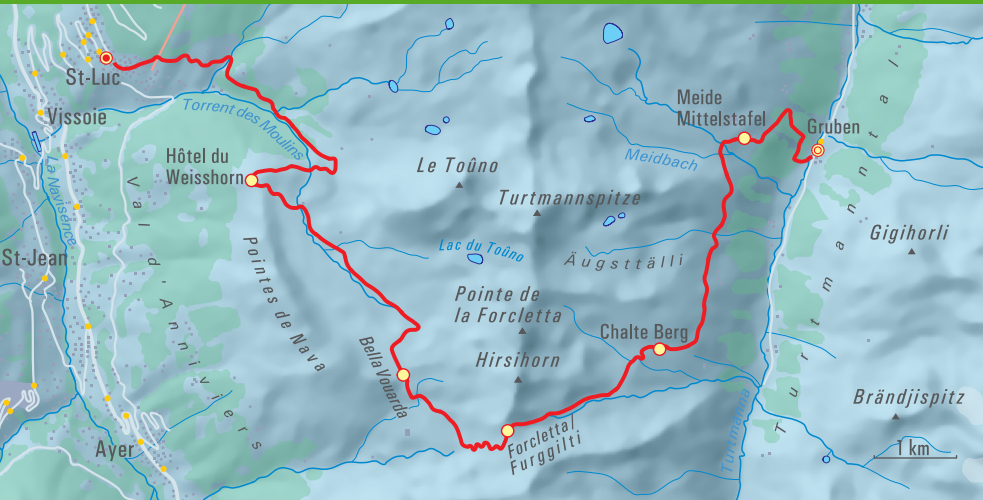 St-Luc
Vissoie
Torrent des Moulins
La Navisence
Hôtel du
Weisshorn
Val d'Anniviers
St-Jean
Pointes de Nava
Ayer
Le Toûno
Turtmannspitze
Lac du Toûno
Äugsttälli
Pointe de
la Forcletta
Hirsihorn
Bella Vouarda
Forcletta/
Furggilti
Chalte Berg
Meide
Mittelstafel
Meidbach
Gruben
Turtmanntal
Gigihorli
Brändjispitz
Turtmänna
1 km